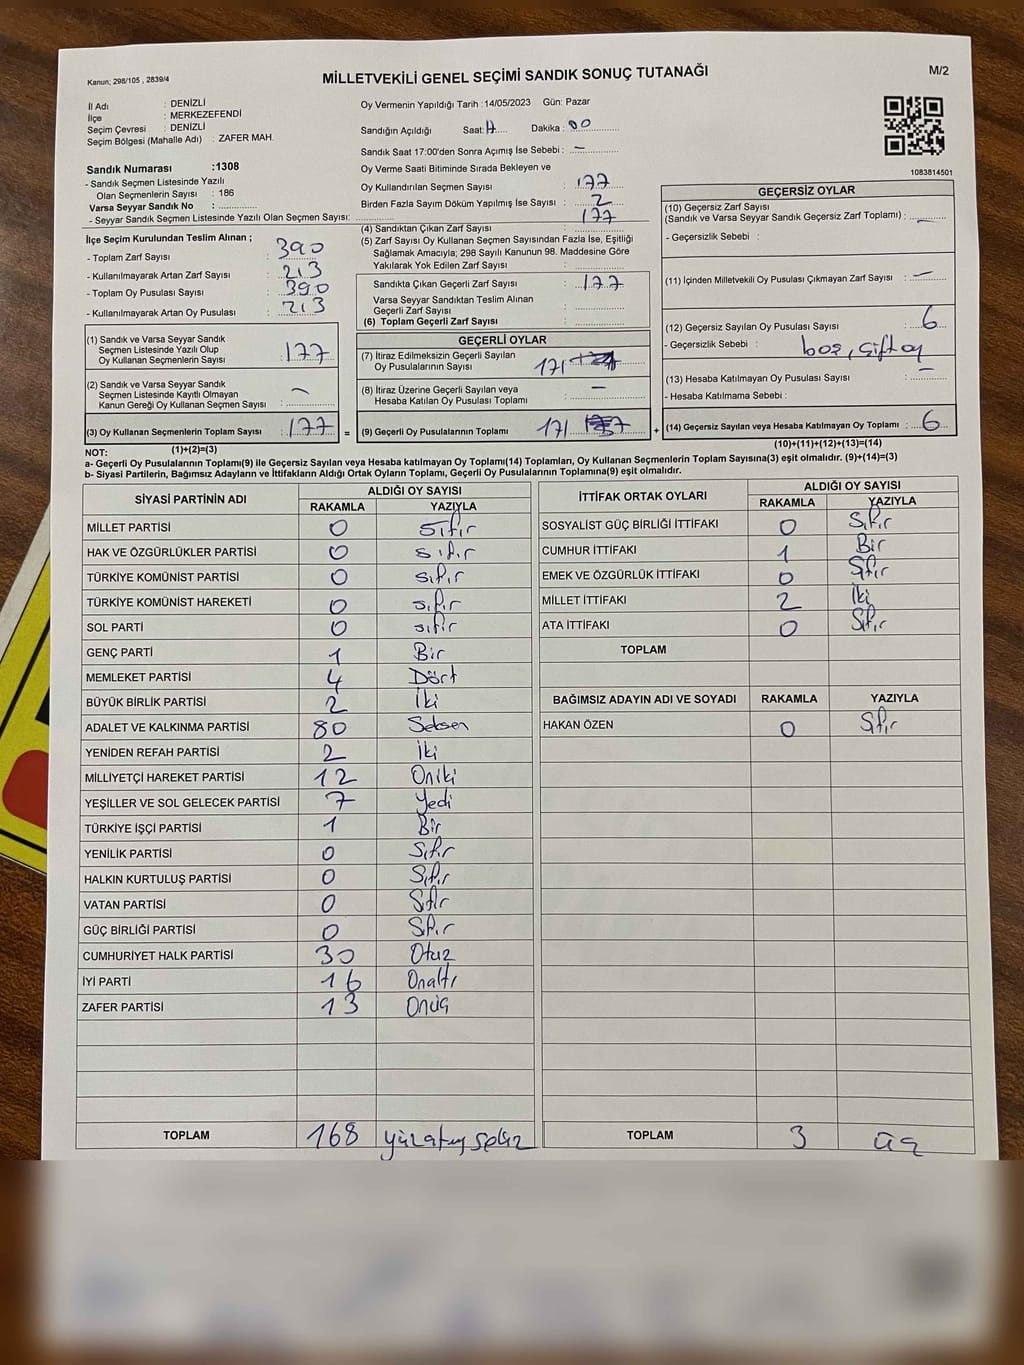 Kanun; 298/105 , 2839/4
MİLLETVEKİLİ GENEL SEÇİMİ SANDIK SONUÇ TUTANAĞI
M/2
İl Adı : DENİZLİ
İlçe : MERKEZEFENDİ
Seçim Çevresi : DENİZLİ
Seçim Bölgesi (Mahalle Adı) : ZAFER MAH.
Sandık Numarası :1308
- Sandık Seçmen Listesinde Yazılı
Olan Seçmenlerin Sayısı : 186
Varsa Seyyar Sandık No :
- Seyyar Sandık Seçmen Listesinde Yazılı Olan Seçmen Sayısı:
Oy Vermenin Yapıldığı Tarih :14/05/2023 Gün: Pazar
Sandığın Açıldığı Saat: Dakika : 00
Sandık Saat 17:00'den Sonra Açımış İse Sebebi : –
Oy Verme Saati Bitiminde Sırada Bekleyen ve
Oy Kullandırılan Seçmen Sayısı : 177
Birden Fazla Sayım Döküm Yapılmış İse Sayısı : 2
(4) Sandıktan Çıkan Zarf Sayısı : 177
(5) Zarf Sayısı Oy Kullanan Seçmen Sayısından Fazla İse, Eşitliği
Sağlamak Amacıyla; 298 Sayılı Kanunun 98. Maddesine Göre
Yakılarak Yok Edilen Zarf Sayısı :
Sandıkta Çıkan Geçerli Zarf Sayısı : 177
Varsa Seyyar Sandıktan Teslim Alınan
Geçerli Zarf Sayısı :
(6) Toplam Geçerli Zarf Sayısı :
1083814501
GEÇERSİZ OYLAR
(10) Geçersiz Zarf Sayısı
(Sandık ve Varsa Seyyar Sandık Geçersiz Zarf Toplamı) : –
- Geçersizlik Sebebi :
(11) İçinden Milletvekili Oy Pusulası Çıkmayan Zarf Sayısı : –
(12) Geçersiz Sayılan Oy Pusulası Sayısı : 6
- Geçersizlik Sebebi : boş, çift oy
(13) Hesaba Katılmayan Oy Pusulası Sayısı : –
- Hesaba Katılmama Sebebi :
(14) Geçersiz Sayılan veya Hesaba Katılmayan Oy Toplamı : 6
(10)+(11)+(12)+(13)=(14)
İlçe Seçim Kurulundan Teslim Alınan ;
- Toplam Zarf Sayısı : 390
- Kullanılmayarak Artan Zarf Sayısı : 213
- Toplam Oy Pusulası Sayısı : 390
- Kullanılmayarak Artan Oy Pusulası : 213
(1) Sandık ve Varsa Seyyar Sandık
Seçmen Listesinde Yazılı Olup
Oy Kullanan Seçmenlerin Sayısı : 177
(2) Sandık ve Varsa Seyyar Sandık
Seçmen Listesinde Kayıtlı Olmayan
Kanun Gereği Oy Kullanan Seçmen Sayısı : –
(3) Oy Kullanan Seçmenlerin Toplam Sayısı : 177
(1)+(2)=(3)
GEÇERLİ OYLAR
(7) İtiraz Edilmeksizin Geçerli Sayılan
Oy Pusulalarının Sayısı : 171
(8) İtiraz Üzerine Geçerli Sayılan veya
Hesaba Katılan Oy Pusulası Toplamı : –
= (9) Geçerli Oy Pusulalarının Toplamı : 171 +
NOT:
a- Geçerli Oy Pusulalarının Toplamı(9) ile Geçersiz Sayılan veya Hesaba katılmayan Oy Toplamı(14) Toplamları, Oy Kullanan Seçmenlerin Toplam Sayısına(3) eşit olmalıdır. (9)+(14)=(3)
b- Siyasi Partilerin, Bağımsız Adayların ve İttifakların Aldığı Ortak Oyların Toplamı, Geçerli Oy Pusulalarının Toplamına(9) eşit olmalıdır.
SİYASİ PARTİNİN ADI ALDIĞI OY SAYISI
RAKAMLA YAZIYLA
MİLLET PARTİSİ 0 Sıfır
HAK VE ÖZGÜRLÜKLER PARTİSİ 0 sıfır
TÜRKİYE KOMÜNİST PARTİSİ 0 sıfır
TÜRKİYE KOMÜNİST HAREKETİ 0 sıfır
SOL PARTİ 0 sıfır
GENÇ PARTİ 1 Bir
MEMLEKET PARTİSİ 4 Dört
BÜYÜK BİRLİK PARTİSİ 2 İki
ADALET VE KALKINMA PARTİSİ 80 Seksen
YENİDEN REFAH PARTİSİ 2 İki
MİLLİYETÇİ HAREKET PARTİSİ 12 Oniki
YEŞİLLER VE SOL GELECEK PARTİSİ 7 Yedi
TÜRKİYE İŞÇİ PARTİSİ 1 Bir
YENİLİK PARTİSİ 0 Sıfır
HALKIN KURTULUŞ PARTİSİ 0 Sıfır
VATAN PARTİSİ 0 Sıfır
GÜÇ BİRLİĞİ PARTİSİ 0 Sıfır
CUMHURİYET HALK PARTİSİ 30 Otuz
İYİ PARTİ 16 Onaltı
ZAFER PARTİSİ 13 Onüç
TOPLAM 168 yüzatmışsekiz
İTTİFAK ORTAK OYLARI ALDIĞI OY SAYISI
RAKAMLA YAZIYLA
SOSYALİST GÜÇ BİRLİĞİ İTTİFAKI 0 Sıfır
CUMHUR İTTİFAKI 1 Bir
EMEK VE ÖZGÜRLÜK İTTİFAKI 0 Sıfır
MİLLET İTTİFAKI 2 İki
ATA İTTİFAKI 0 Sıfır
TOPLAM
BAĞIMSIZ ADAYIN ADI VE SOYADI RAKAMLA YAZIYLA
HAKAN ÖZEN 0 Sıfır
TOPLAM 3 üç